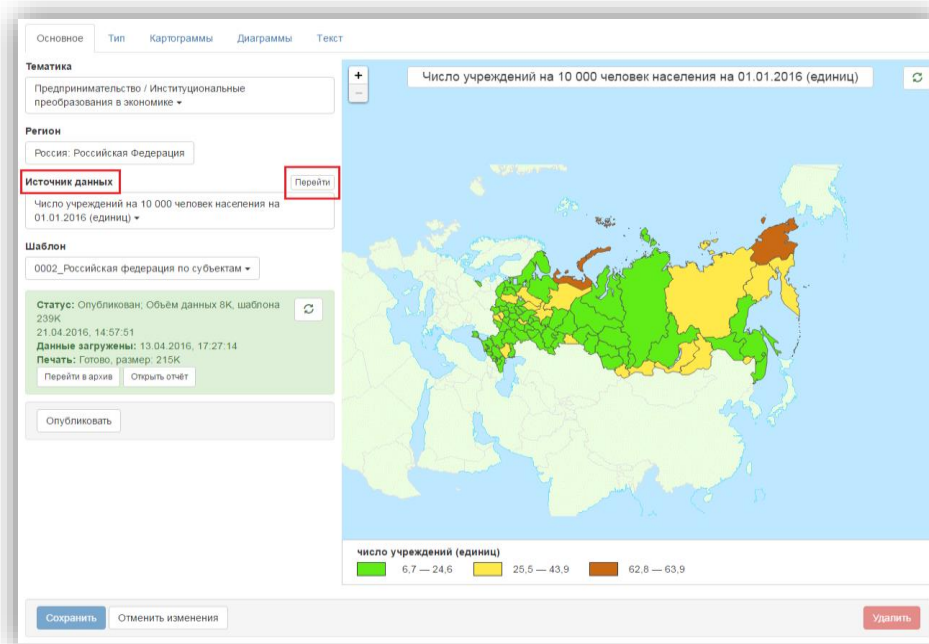 Основное Тип Картограммы Диаграммы Текст
Тематика
Предпринимательство / Институциональные
преобразования в экономике
Регион
Россия: Российская Федерация
Источник данных Перейти
Число учреждений на 10 000 человек населения на
01.01.2016 (единиц)
Шаблон
0002_Российская федерация по субъектам
Статус: Опубликован; Объём данных 8K, шаблона
239K
21.04.2016, 14:57:51
Данные загружены: 13.04.2016, 17:27:14
Печать: Готово, размер: 215K
Перейти в архив Открыть отчёт
Опубликовать
+
−
Число учреждений на 10 000 человек населения на 01.01.2016 (единиц)
число учреждений (единиц)
6,7 — 24,6 25,5 — 43,9 62,8 — 63,9
Сохранить Отменить изменения Удалить